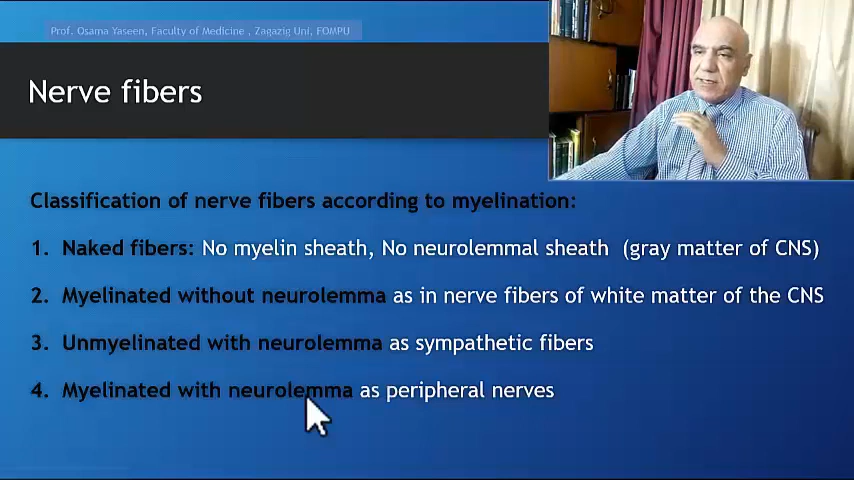 Prof. Osama Yaseen, Faculty of Medicine , Zagazig Uni, FOMPU
Nerve fibers
Classification of nerve fibers according to myelination:
1. Naked fibers: No myelin sheath, No neurolemmal sheath (gray matter of CNS)
2. Myelinated without neurolemma as in nerve fibers of white matter of the CNS
3. Unmyelinated with neurolemma as sympathetic fibers
4. Myelinated with neurolemma as peripheral nerves